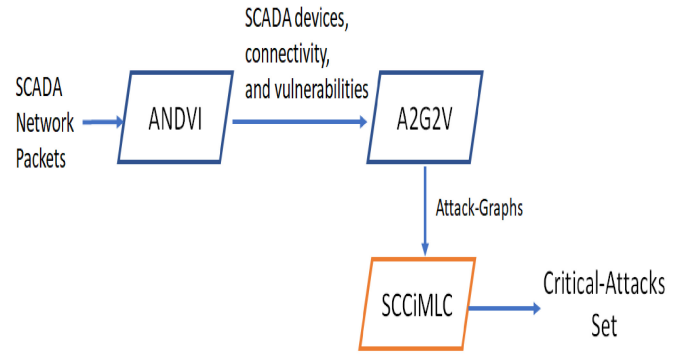 SCADA
Network
Packets
ANDVI
SCADA devices,
connectivity,
and vulnerabilities
A2G2V
Attack-Graphs
SCCiMLC
Critical-Attacks
Set